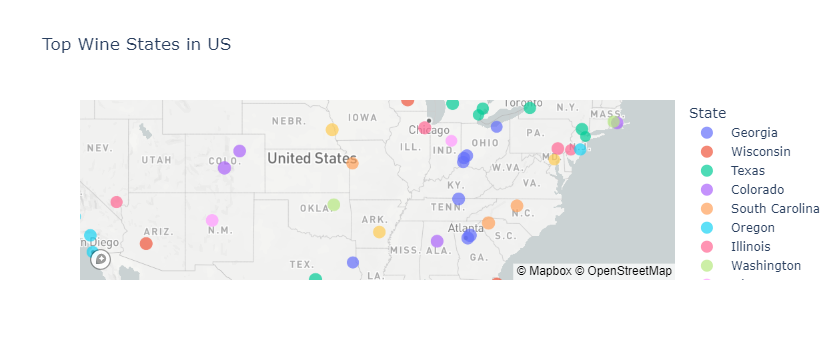 Top Wine States in US
Toronto
N.Y.
MASS.
NEBR.
IOWA
Chicago
State
Georgia
NEV.
UTAH
COLO.
United States
ILL.
IND.
OHIO
PA.
Wisconsin
W.VA.
Texas
KY.
VA.
Colorado
OKLA.
TENN.
N.C.
South Carolina
ARIZ.
N.M.
ARK.
Atlanta
S.C.
Oregon
n Diego
MISS.
ALA.
Illinois
TEX.
LA.
GA.
Washington
© Mapbox © OpenStreetMap